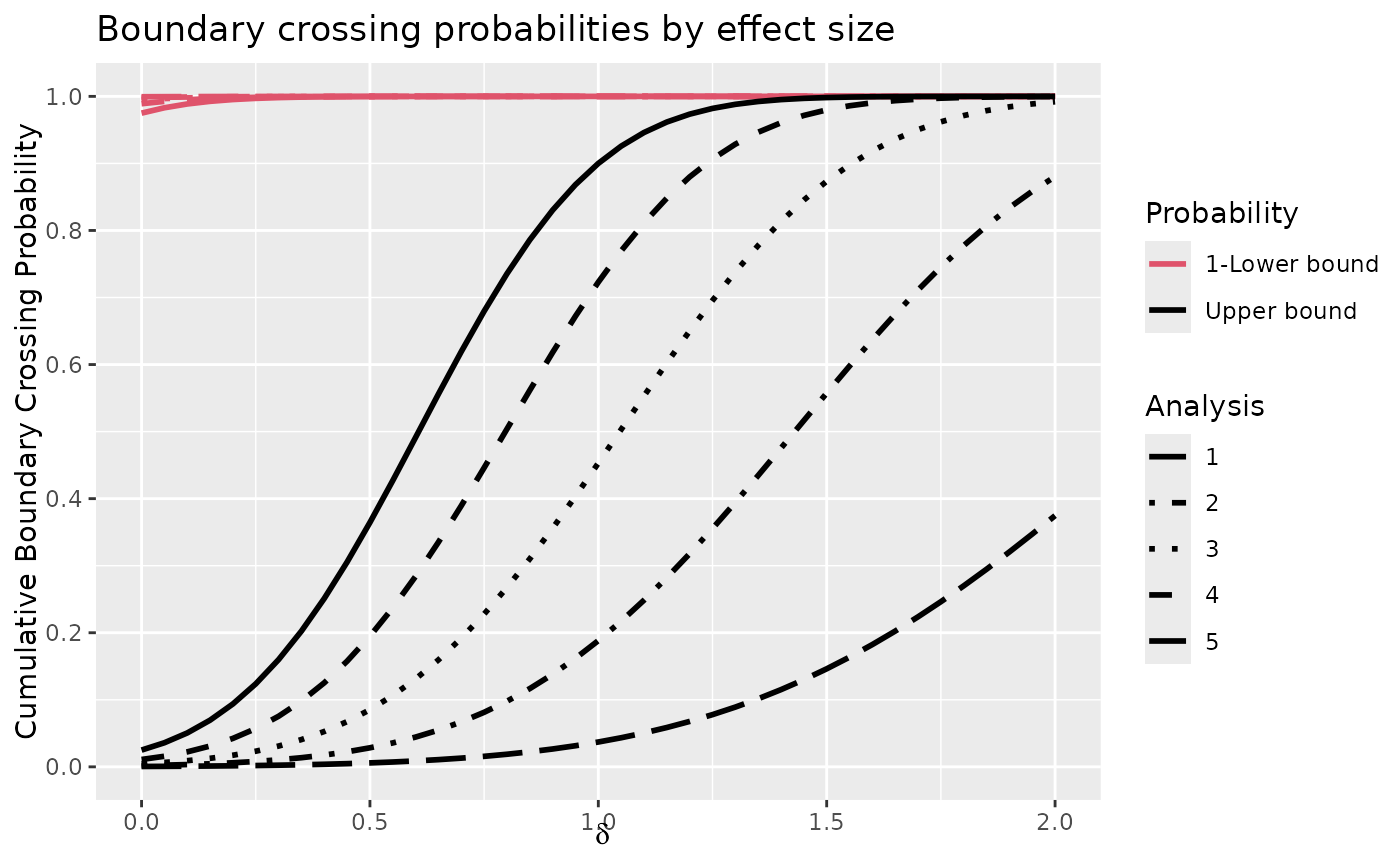 Boundary crossing probabilities by effect size
Cumulative Boundary Crossing Probability
1.0
0.8
0.6
0.4
0.2
0.0
0.0
0.5
1.0
1.5
2.0
δ
Probability
1-Lower bound
Upper bound
Analysis
1
2
3
4
5